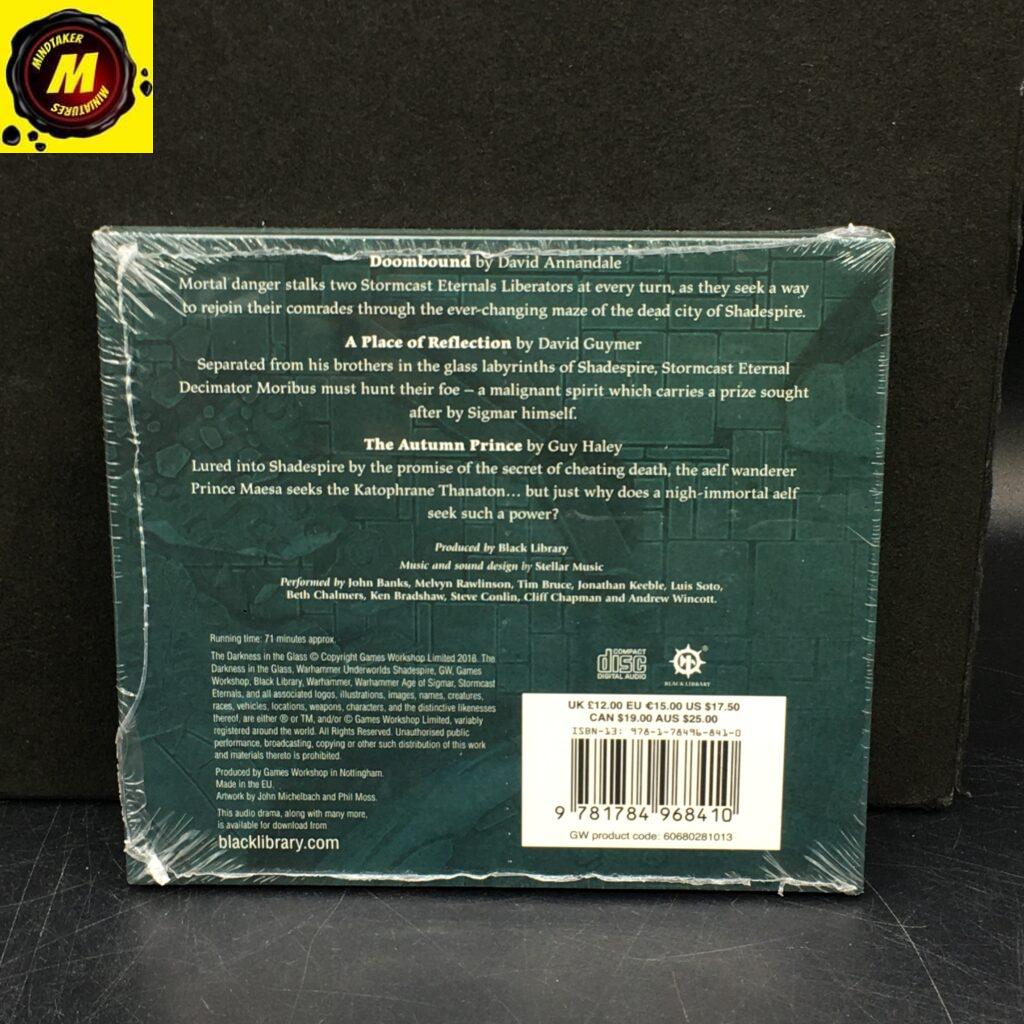 MINDTAKER
M
MINIATURES
Doombound by David Annandale
Mortal danger stalks two Stormcast Eternals Liberators at every turn, as they seek a way
to rejoin their comrades through the ever-changing maze of the dead city of Shadespire.
A Place of Reflection by David Guymer
Separated from his brothers in the glass labyrinths of Shadespire, Stormcast Eternal
Decimator Moribus must hunt their foe – a malignant spirit which carries a prize sought
after by Sigmar himself.
The Autumn Prince by Guy Haley
Lured into Shadespire by the promise of the secret of cheating death, the aelf wanderer
Prince Maesa seeks the Katophrane Thanaton... but just why does a nigh-immortal aelf
seek such a power?
Produced by Black Library
Music and sound design by Stellar Music
Performed by John Banks, Melvyn Rawlinson, Tim Bruce, Jonathan Keeble, Luis Soto,
Beth Chalmers, Ken Bradshaw, Steve Conlin, Cliff Chapman and Andrew Wincott.
Running time: 71 minutes approx.
The Darkness in the Glass © Copyright Games Workshop Limited 2018. The
Darkness in the Glass, Warhammer Underworlds Shadespire, GW, Games
Workshop, Black Library, Warhammer, Warhammer Age of Sigmar, Stormcast
Eternals, and all associated logos, illustrations, images, names, creatures,
races, vehicles, locations, weapons, characters, and the distinctive likenesses
thereof, are either ® or TM, and/or © Games Workshop Limited, variably
registered around the world. All Rights Reserved. Unauthorised public
performance, broadcasting, copying or other such distribution of this work
and materials thereto is prohibited.
Produced by Games Workshop in Nottingham.
Made in the EU.
Artwork by John Michelbach and Phil Moss.
This audio drama, along with many more,
is available for download from
blacklibrary.com
COMPACT
disc
DIGITAL AUDIO
BLACK LIBRARY
UK £12.00 EU €15.00 US $17.50
CAN $19.00 AUS $25.00
ISBN-13: 978-1-78496-841-0
9 781784 968410
GW product code: 60680281013